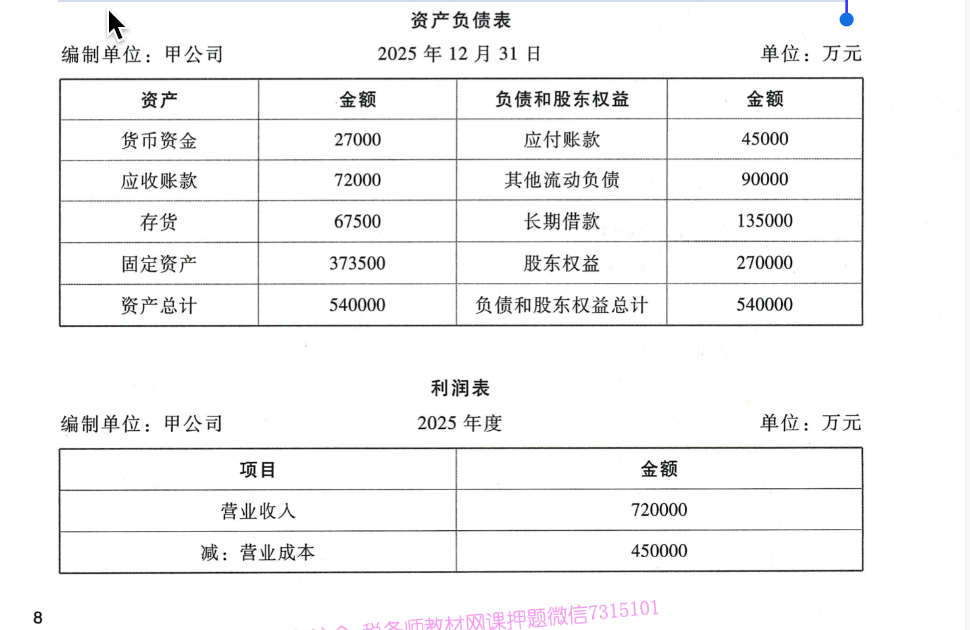 资产负债表
编制单位：甲公司 2025 年 12 月 31 日 单位：万元
资产 金额 负债和股东权益 金额
货币资金 27000 应付账款 45000
应收账款 72000 其他流动负债 90000
存货 67500 长期借款 135000
固定资产 373500 股东权益 270000
资产总计 540000 负债和股东权益总计 540000
利润表
编制单位：甲公司 2025 年度 单位：万元
项目 金额
营业收入 720000
减：营业成本 450000
8
税务师教材网课押题微信7315101